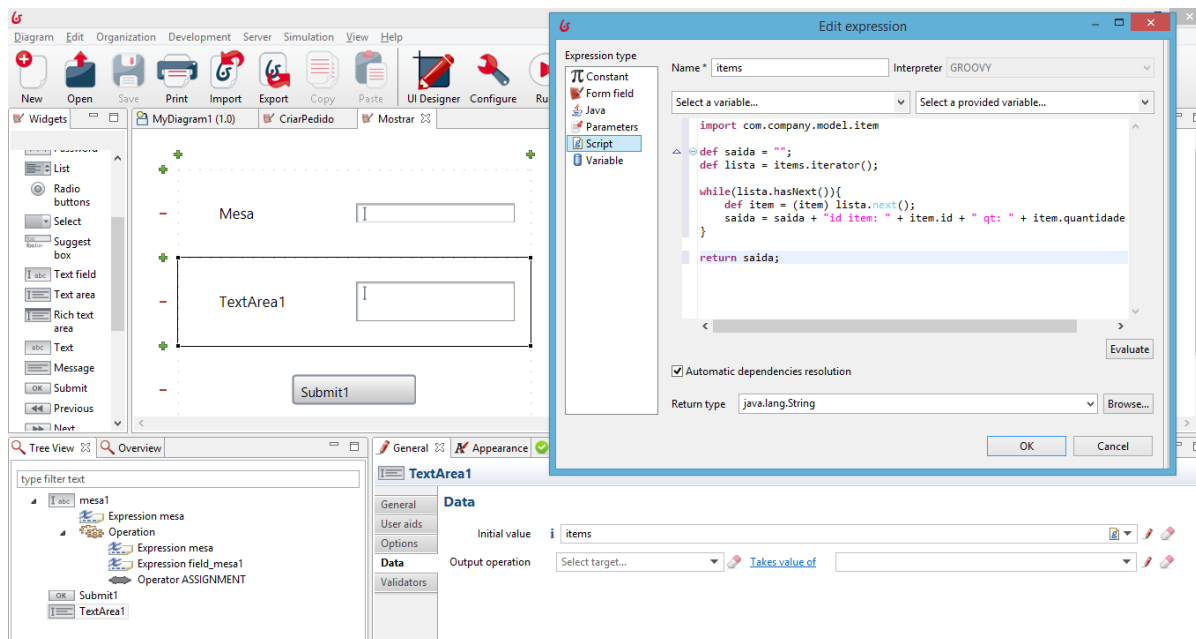 Diagram Edit Organization Development Server Simulation View Help
New Open Save Print Import Export Copy Paste UI Designer Configure Ru
Widgets
MyDiagram1 (1.0) CriarPedido Mostrar
List
Radio
buttons
Select
Suggest
box
Text field
Text area
Rich text
area
Text
Message
Submit
Previous
Next
Mesa
TextArea1
Submit1
Edit expression
Expression type
Constant
Form field
Java
Parameters
Script
Variable
Name * items Interpreter GROOVY
Select a variable... Select a provided variable...
import com.company.model.item
def saida = "";
def lista = items.iterator();
while(lista.hasNext()){
def item = (item) lista.next();
saida = saida + "id item: " + item.id + " qt: " + item.quantidade
}
return saida;
Evaluate
Automatic dependencies resolution
Return type java.lang.String Browse...
OK Cancel
Tree View Overview
type filter text
mesa1
Expression mesa
Operation
Expression mesa
Expression field_mesa1
Operator ASSIGNMENT
Submit1
TextArea1
General Appearance
TextArea1
General
User aids
Options
Data
Validators
Data
Initial value items
Output operation Select target... Takes value of